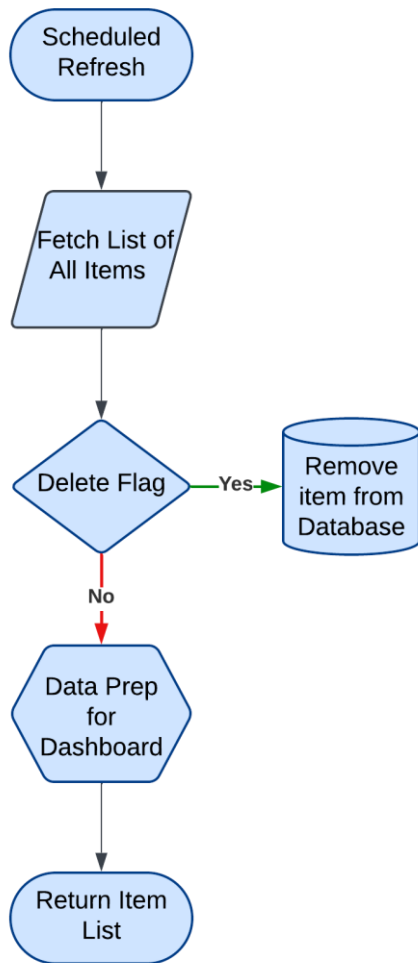 Scheduled
Refresh
Fetch List of
All Items
Delete Flag
Yes
Remove
item from
Database
No
Data Prep
for
Dashboard
Return Item
List